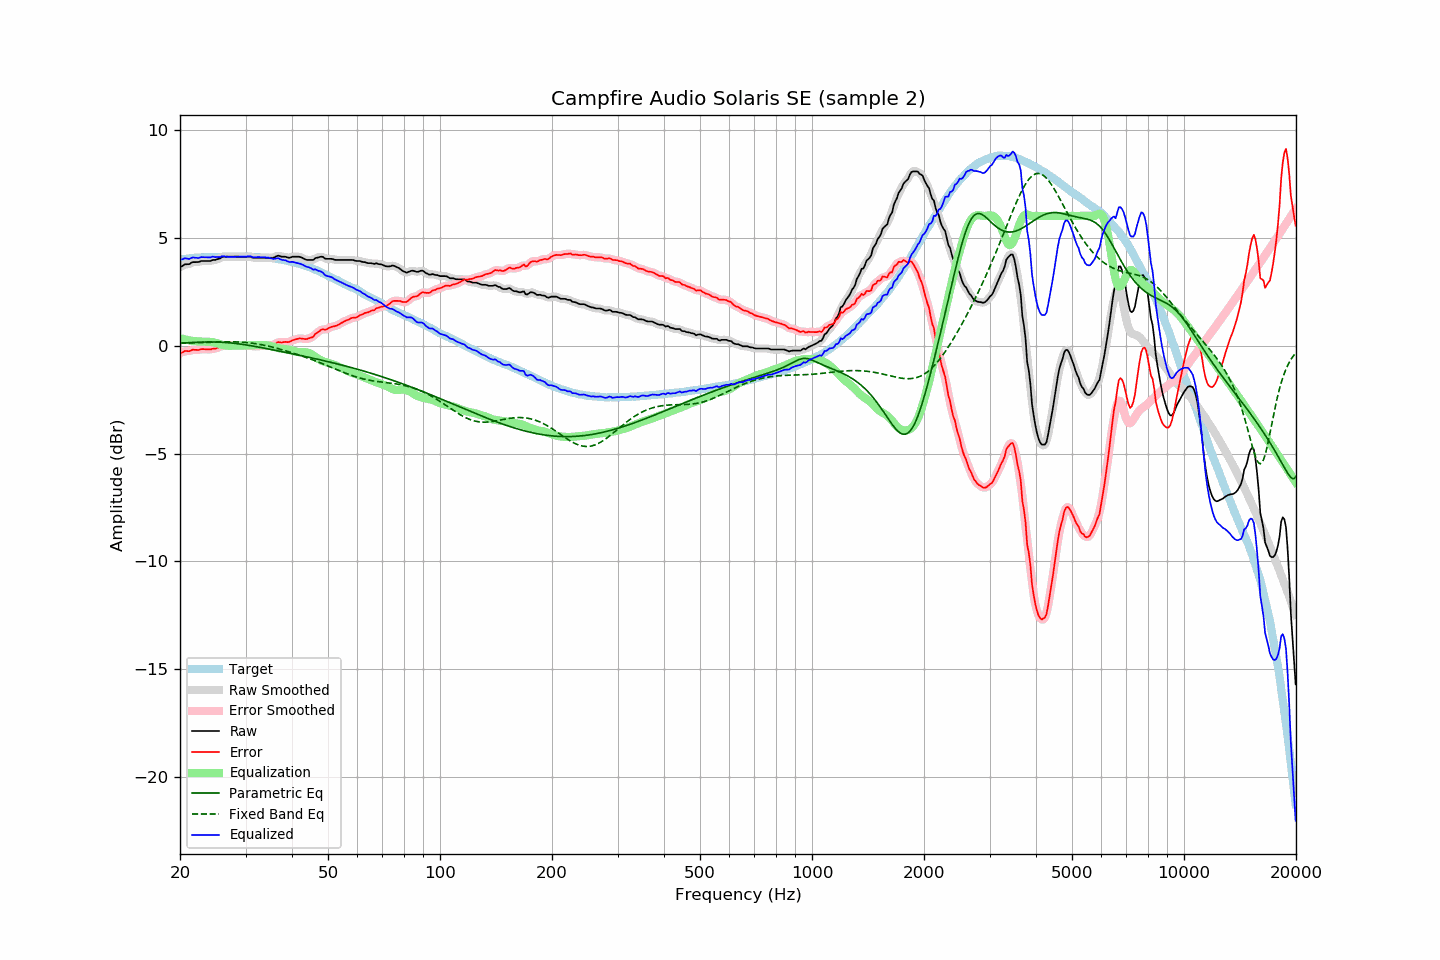 Campfire Audio Solaris SE (sample 2)
10
5
0
−5
−10
−15
−20
Amplitude (dBr)
Target
Raw Smoothed
Error Smoothed
Raw
Error
Equalization
Parametric Eq
Fixed Band Eq
Equalized
20 50 100 200 500 1000 2000 5000 10000 20000
Frequency (Hz)